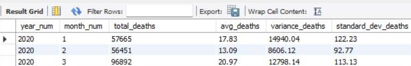 Result Grid Filter Rows: Export: Wrap Cell Content:
year_num month_num total_deaths avg_deaths variance_deaths standard_dev_deaths
2020 1 57665 17.83 14940.04 122.23
2020 2 56451 13.09 8606.12 92.77
2020 3 96892 20.97 12798.14 113.13